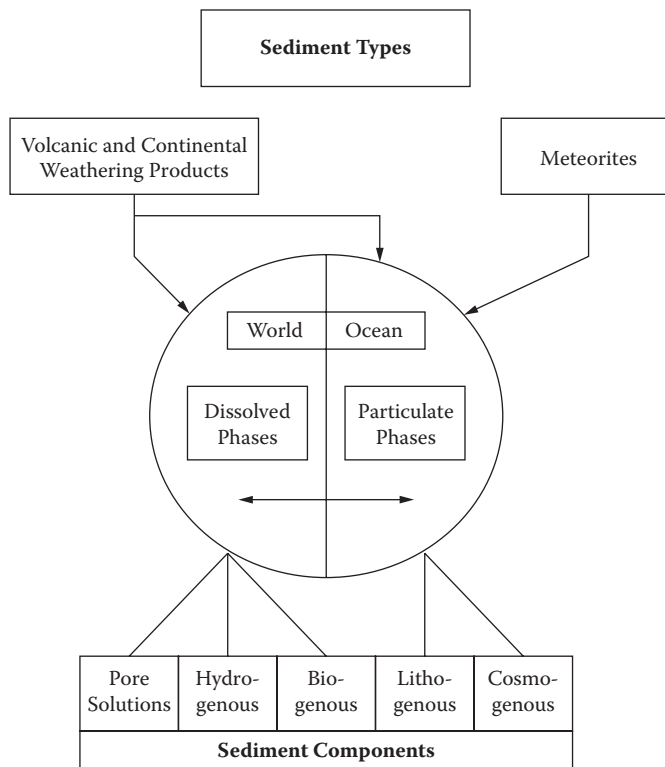 Sediment Types
Volcanic and Continental
Weathering Products
Meteorites
World
Ocean
Dissolved
Phases
Particulate
Phases
Pore
Solutions
Hydro-
genous
Bio-
genous
Litho-
genous
Cosmo-
genous
Sediment Components